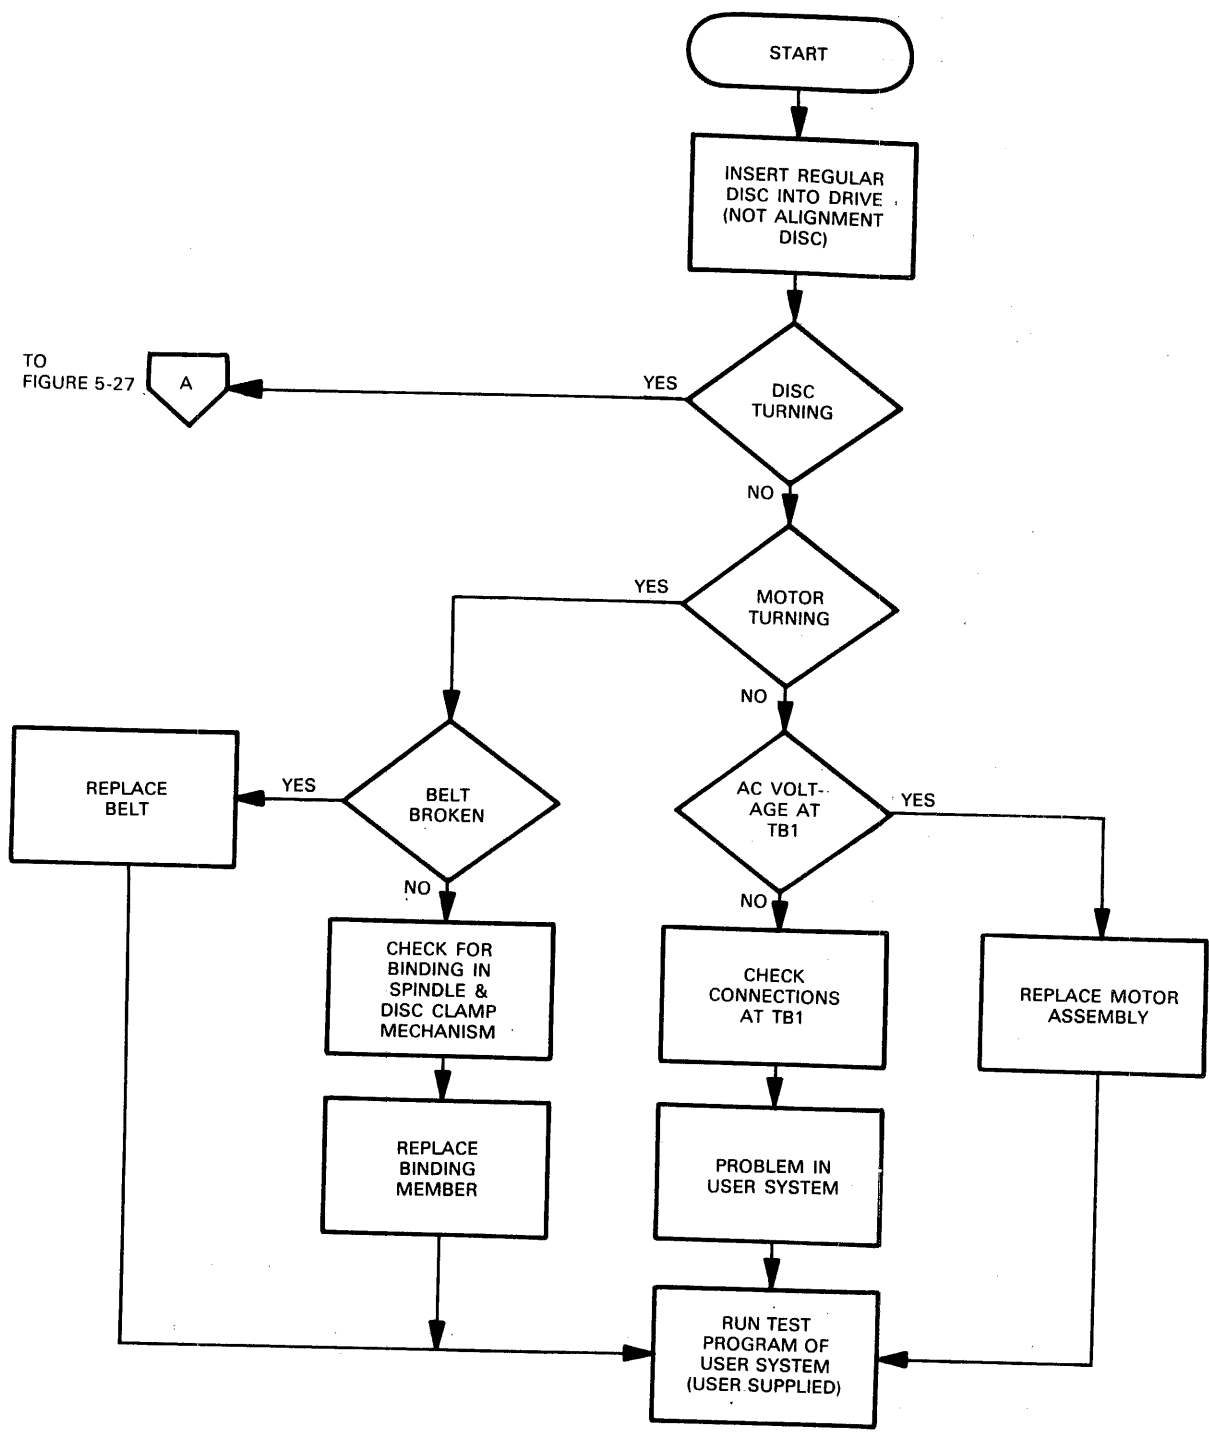 START
INSERT REGULAR
DISC INTO DRIVE
(NOT ALIGNMENT
DISC)
TO
FIGURE 5-27
A
YES
DISC
TURNING
NO
YES
MOTOR
TURNING
NO
REPLACE
BELT
YES
BELT
BROKEN
NO
AC VOLT-
AGE AT
TB1
YES
NO
CHECK FOR
BINDING IN
SPINDLE &
DISC CLAMP
MECHANISM
CHECK
CONNECTIONS
AT TB1
REPLACE MOTOR
ASSEMBLY
REPLACE
BINDING
MEMBER
PROBLEM IN
USER SYSTEM
RUN TEST
PROGRAM OF
USER SYSTEM
(USER SUPPLIED)